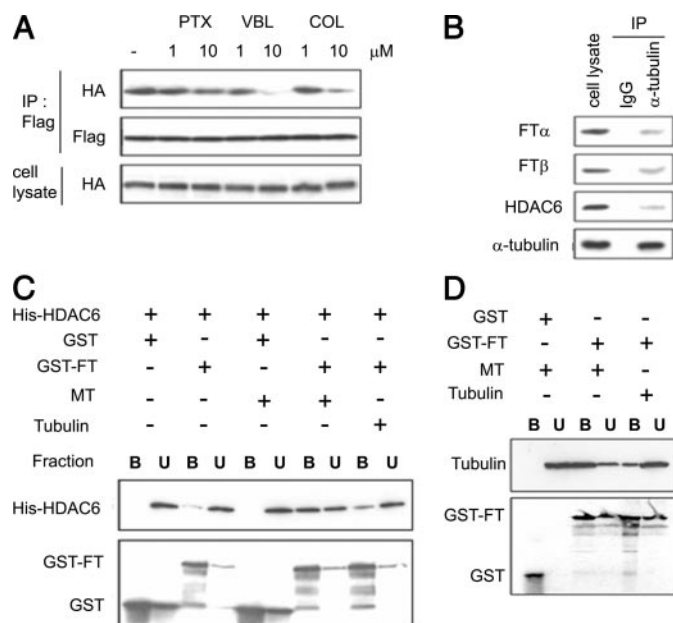 A
PTX VBL COL
- 1 10 1 10 1 10 μM
IP : Flag
HA
Flag
cell lysate
HA
B
IP
cell lysate IgG α-tubulin
FTα
FTβ
HDAC6
α-tubulin
C
His-HDAC6 + + + + +
GST + - + - -
GST-FT - + - + +
MT - - + + -
Tubulin - - - - +
Fraction B U B U B U B U B U
His-HDAC6
GST-FT
GST
D
GST + - -
GST-FT - + +
MT + + -
Tubulin - - +
B U B U B U
Tubulin
GST-FT
GST